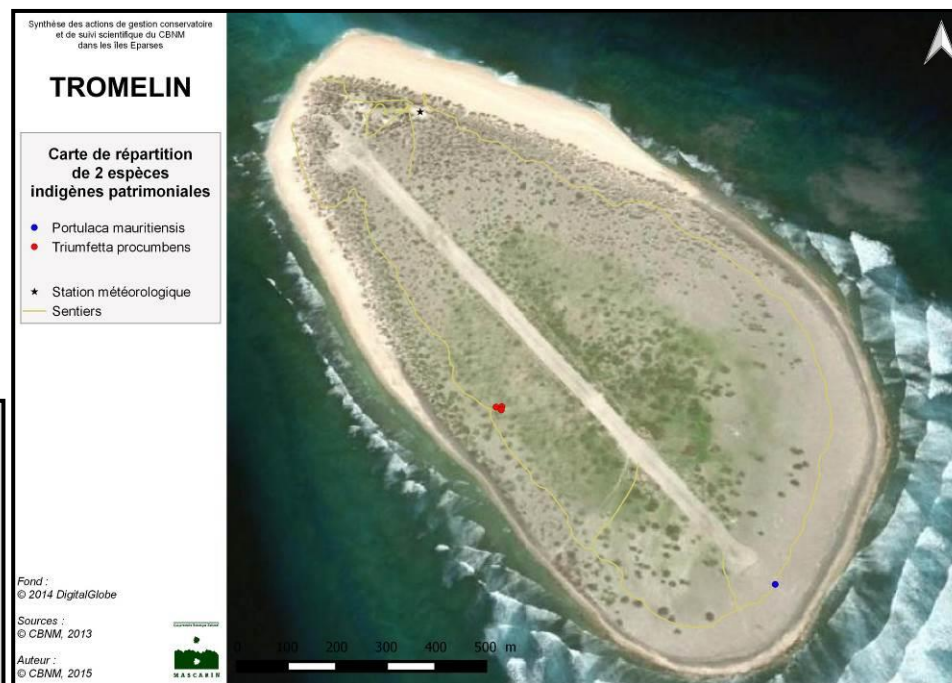 Synthèse des actions de gestion conservatoire
et de suivi scientifique du CBNM
dans les îles Eparses
TROMELIN
Carte de répartition
de 2 espèces
indigènes patrimoniales
Portulaca mauritiensis
Triumfetta procumbens
Station météorologique
Sentiers
Fond :
© 2014 DigitalGlobe
Sources :
© CBNM, 2013
Auteur :
© CBNM, 2015
MASCARIN
0 100 200 300 400 500 m